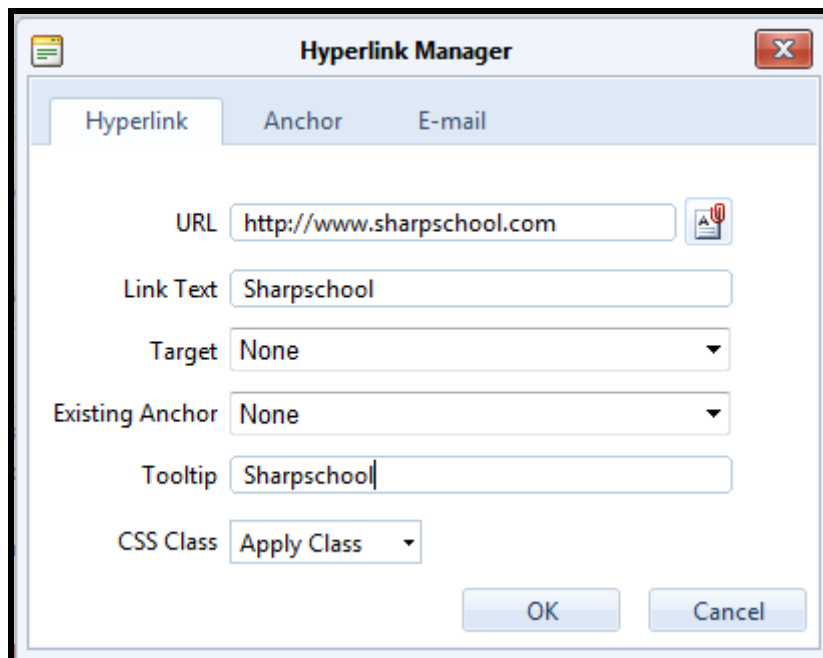 Hyperlink Manager
Hyperlink Anchor E-mail
URL http://www.sharpschool.com
Link Text Sharpschool
Target None
Existing Anchor None
Tooltip Sharpschool
CSS Class Apply Class
OK Cancel